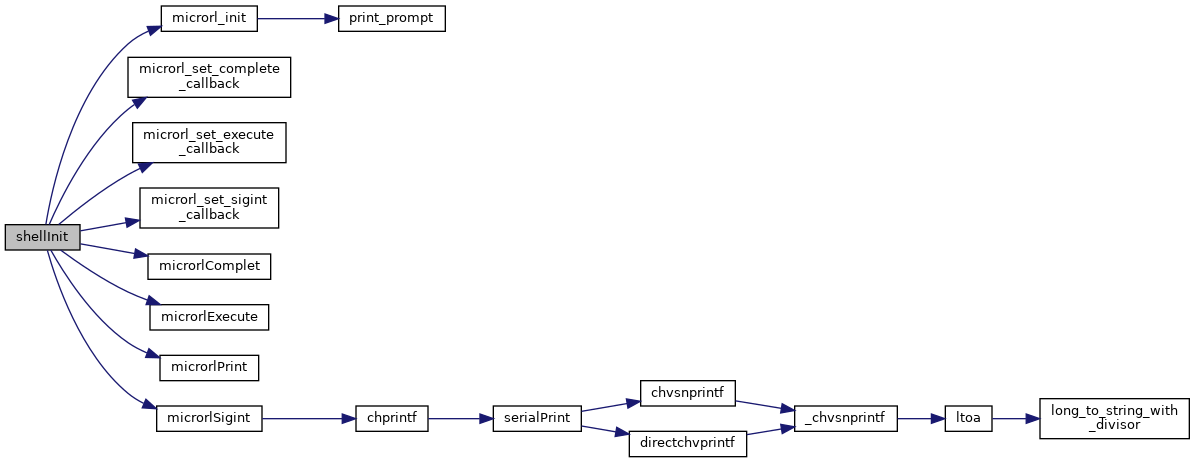 microrl_init
print_prompt
microrl_set_complete
_callback
microrl_set_execute
_callback
microrl_set_sigint
_callback
shellInit
microrlComplet
microrlExecute
microrlPrint
microrlSigint
chprintf
serialPrint
chvsnprintf
directchvprintf
_chvsnprintf
ltoa
long_to_string_with
_divisor